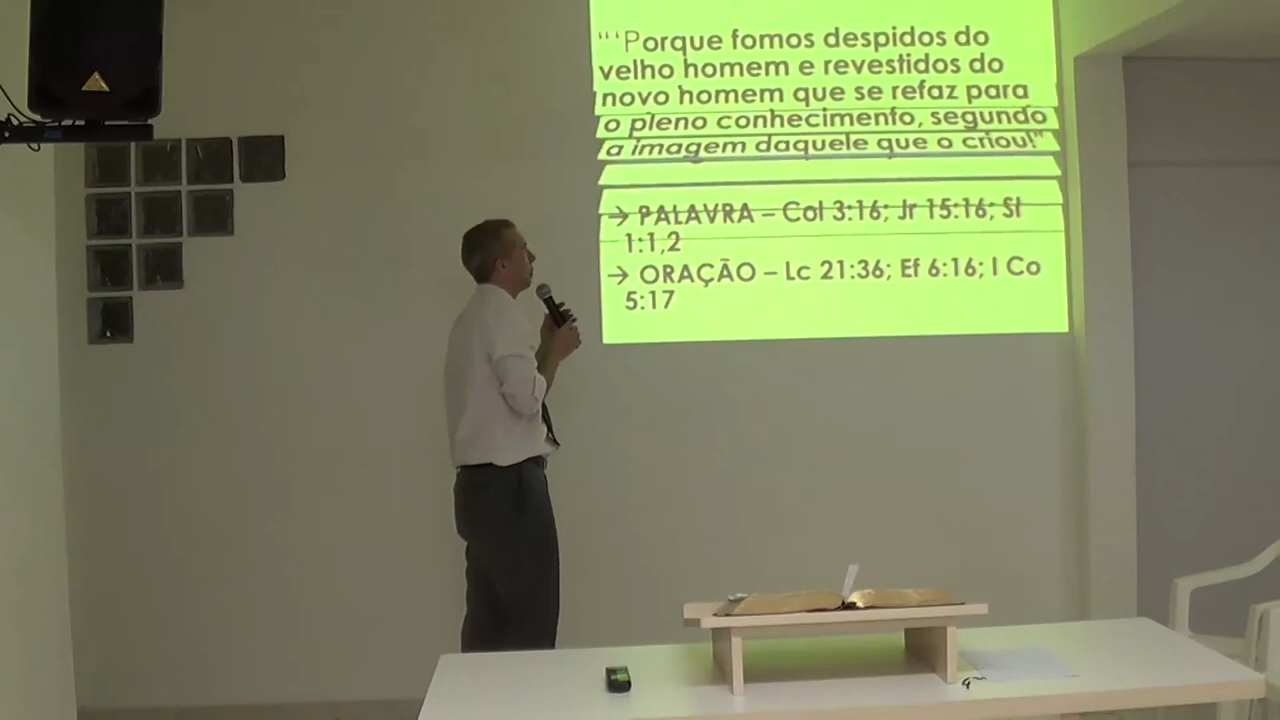 "'Porque fomos despidos do
velho homem e revestidos do
novo homem que se refaz para
o pleno conhecimento, segundo
a imagem daquele que o criou!"
→ PALAVRA – Col 3:16; Jr 15:16; Sl
1:1,2
→ ORAÇÃO – Lc 21:36; Ef 6:16; I Co
5:17